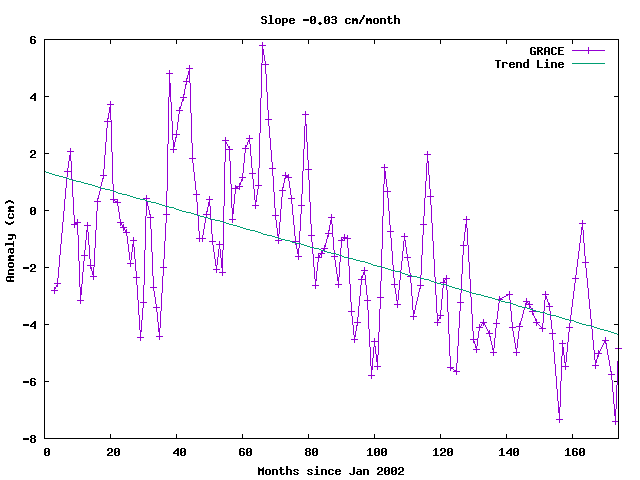 Slope -0.03 cm/month
GRACE
Trend Line
6
4
2
0
-2
-4
-6
-8
Anomaly (cm)
0 20 40 60 80 100 120 140 160
Months since Jan 2002